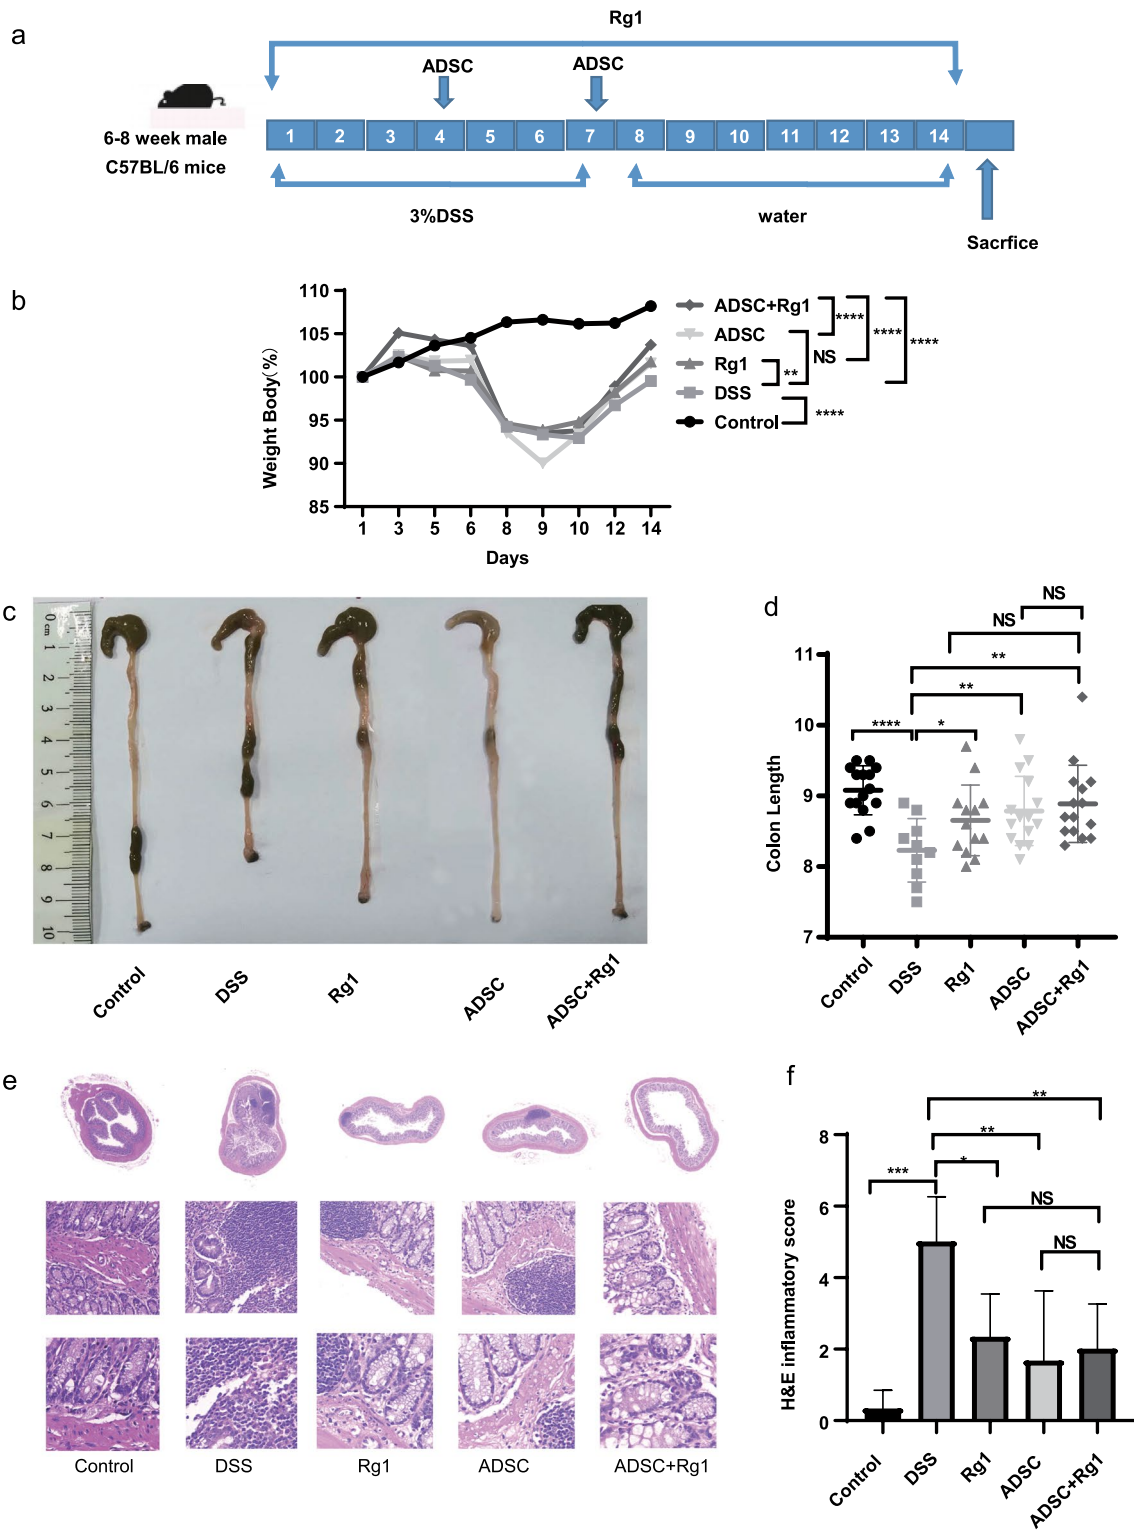 a
Rg1
ADSC
ADSC
6-8 week male
C57BL/6 mice
1 2 3 4 5 6 7 8 9 10 11 12 13 14
3%DSS
water
Sacrfice
b
Weight Body(%)
110
105
100
95
90
85
1 3 5 6 8 9 10 12 14
Days
ADSC+Rg1
ADSC
Rg1
DSS
Control
****
NS
**
****
****
****
c
0
cm
1
2
3
4
5
6
7
8
9
10
Control
DSS
Rg1
ADSC
ADSC+Rg1
d
NS
NS
**
**
****
*
Colon Length
11
10
9
8
7
Control
DSS
Rg1
ADSC
ADSC+Rg1
e
Control
DSS
Rg1
ADSC
ADSC+Rg1
f
**
**
*
***
NS
NS
H&E inflammatory score
8
6
4
2
0
Control
DSS
Rg1
ADSC
ADSC+Rg1